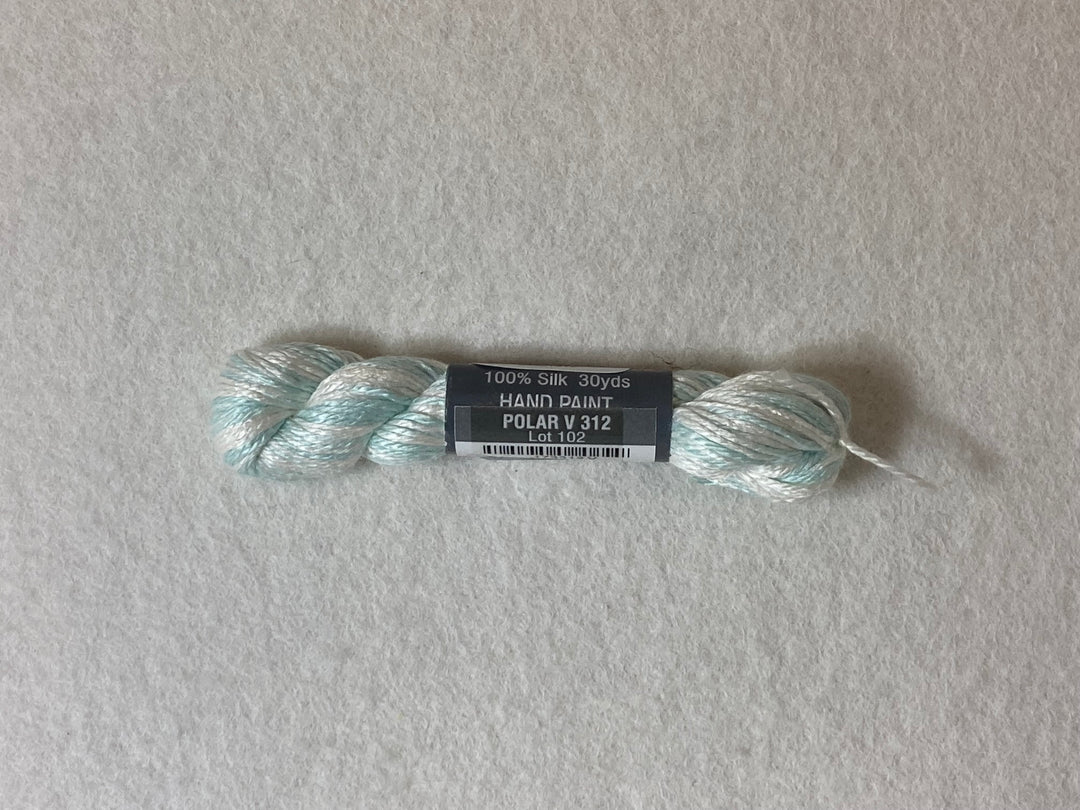 100% Silk 30yds
HAND PAINT
POLAR V 312
Lot 102